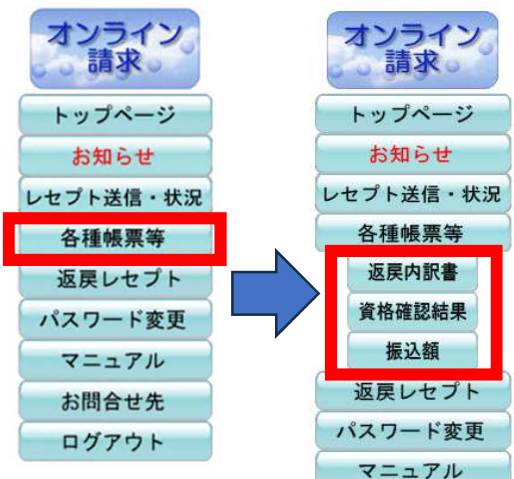 オンライン
請求
トップページ
お知らせ
レセプト送信・状況
各種帳票等
返戻レセプト
パスワード変更
マニュアル
お問合せ先
ログアウト
オンライン
請求
トップページ
お知らせ
レセプト送信・状況
各種帳票等
返戻内訳書
資格確認結果
振込額
返戻レセプト
パスワード変更
マニュアル